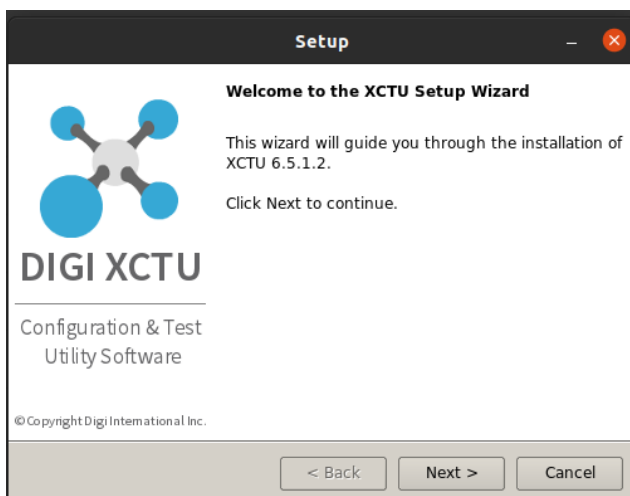 Setup
Welcome to the XCTU Setup Wizard
This wizard will guide you through the installation of
XCTU 6.5.1.2.
Click Next to continue.
DIGI XCTU
Configuration & Test
Utility Software
© Copyright Digi International Inc.
< Back
Next >
Cancel